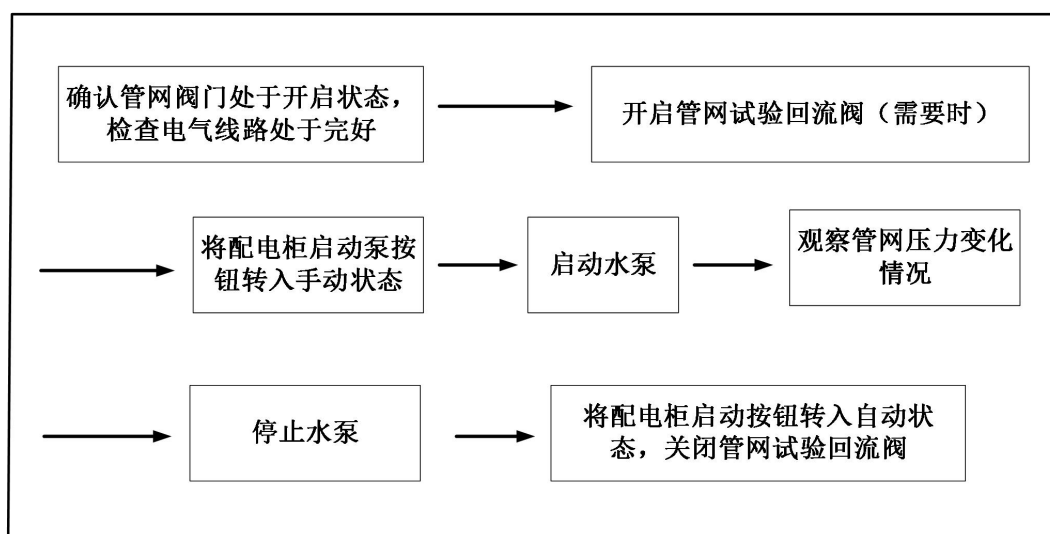 确认管网阀门处于开启状态，
检查电气线路处于完好
开启管网试验回流阀（需要时）
将配电柜启动泵按
钮转入手动状态
启动水泵
观察管网压力变化
情况
停止水泵
将配电柜启动按钮转入自动状
态，关闭管网试验回流阀